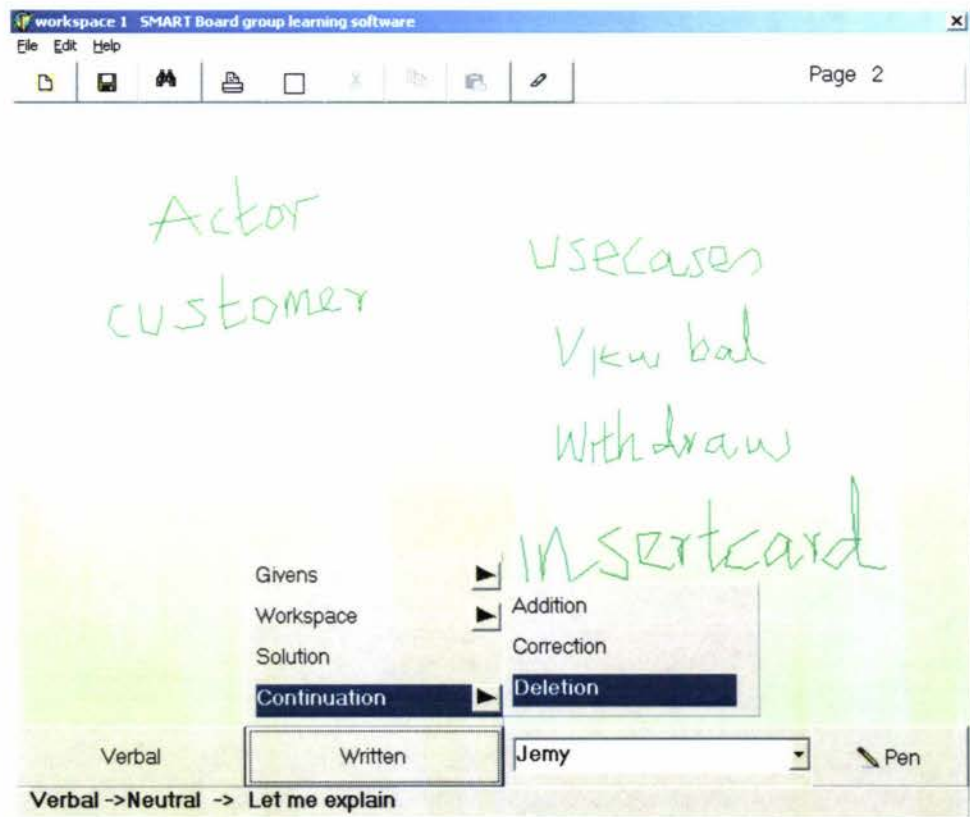 workspace 1 SMART Board group learning software
File Edit Help
Page 2
Actor
customer
usecases
View bal
Withdraw
insertcard
Givens
Workspace
Solution
Continuation
Addition
Correction
Deletion
Verbal
Written
Jemy
Pen
Verbal ->Neutral -> Let me explain